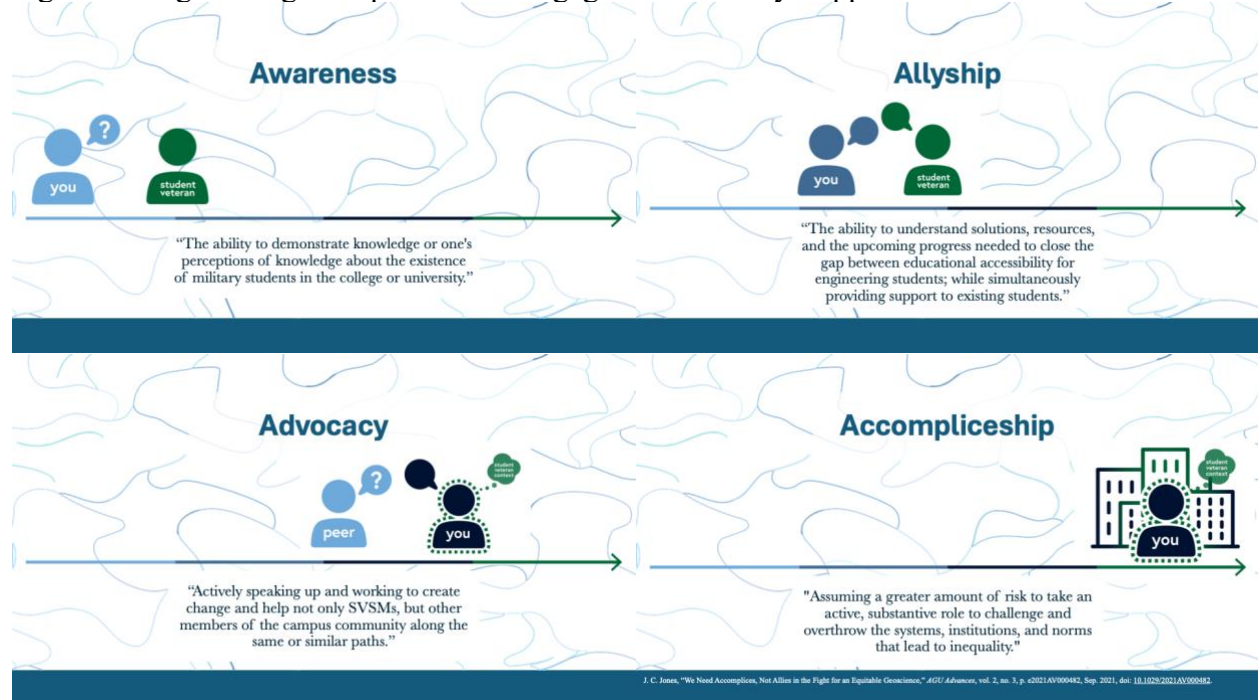 Awareness
?
you
student
veteran
“The ability to demonstrate knowledge or one's
perceptions of knowledge about the existence
of military students in the college or university.”
Allyship
you
student
veteran
“The ability to understand solutions, resources,
and the upcoming progress needed to close the
gap between educational accessibility for
engineering students; while simultaneously
providing support to existing students.”
Advocacy
?
peer
you
student
veteran
context
“Actively speaking up and working to create
change and help not only SVSMs, but other
members of the campus community along the
same or similar paths.”
Accompliceship
student
veteran
context
you
"Assuming a greater amount of risk to take an
active, substantive role to challenge and
overthrow the systems, institutions, and norms
that lead to inequality."
J. C. Jones, “We Need Accomplices, Not Allies in the Fight for an Equitable Geoscience,” AGU Advances, vol. 2, no. 3, p. e2021AV000482, Sep. 2021, doi: 10.1029/2021AV000482.